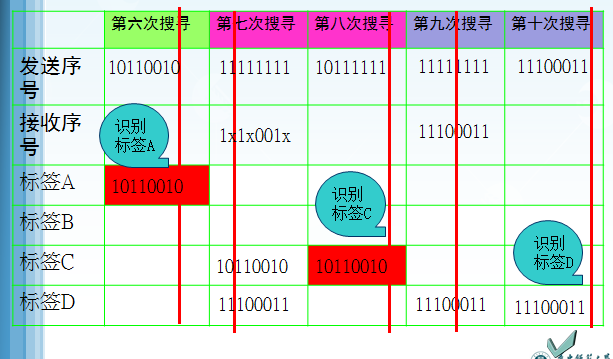 第六次搜寻 第七次搜寻 第八次搜寻 第九次搜寻 第十次搜寻
发送序号 10110010 11111111 10111111 11111111 11100011
接收序号 识别标签A 1x1x001x 11100011
标签A 10110010 识别标签C
标签B 识别标签D
标签C 10110010 10110010
标签D 11100011 11100011 11100011